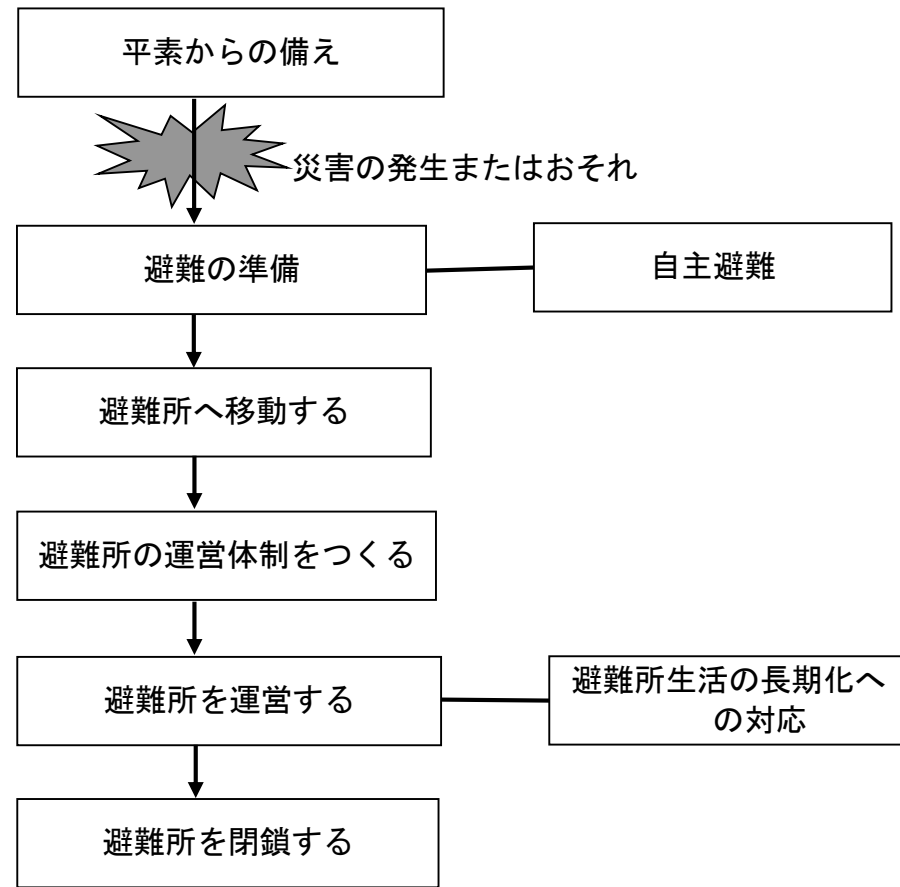 平素からの備え
災害の発生またはおそれ
避難の準備
自主避難
避難所へ移動する
避難所の運営体制をつくる
避難所を運営する
避難所生活の長期化へ
の対応
避難所を閉鎖する